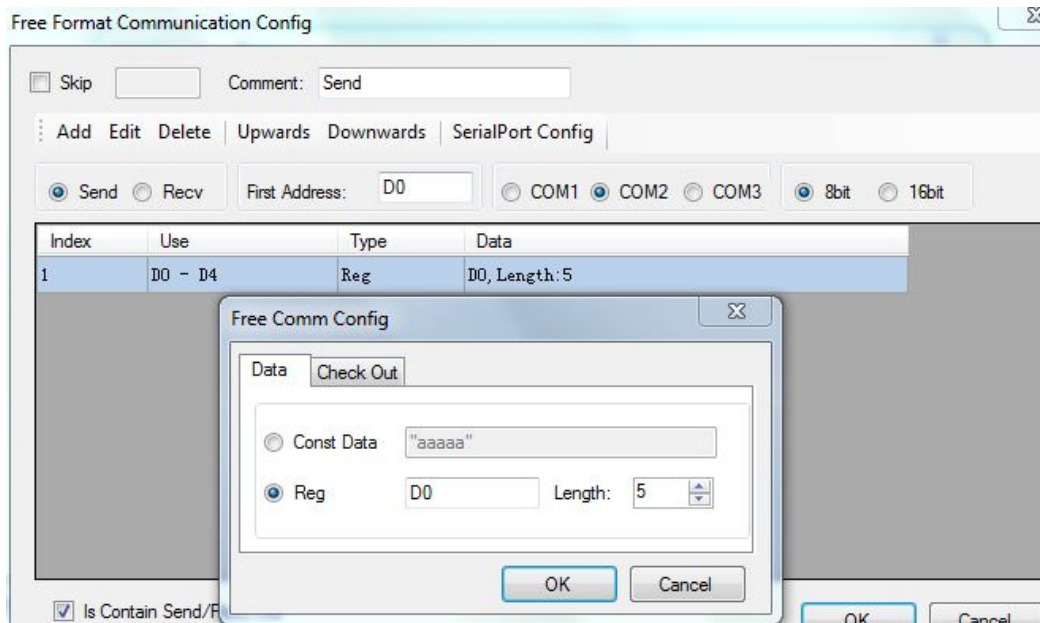 Free Format Communication Config
Skip Comment: Send
Add Edit Delete Upwards Downwards SerialPort Config
Send Recv First Address: D0 COM1 COM2 COM3 8bit 16bit
Index Use Type Data
1 D0 - D4 Reg D0, Length:5
Free Comm Config
Data Check Out
Const Data "aaaaa"
Reg D0 Length: 5
OK Cancel
Is Contain Send/ OK Cancel